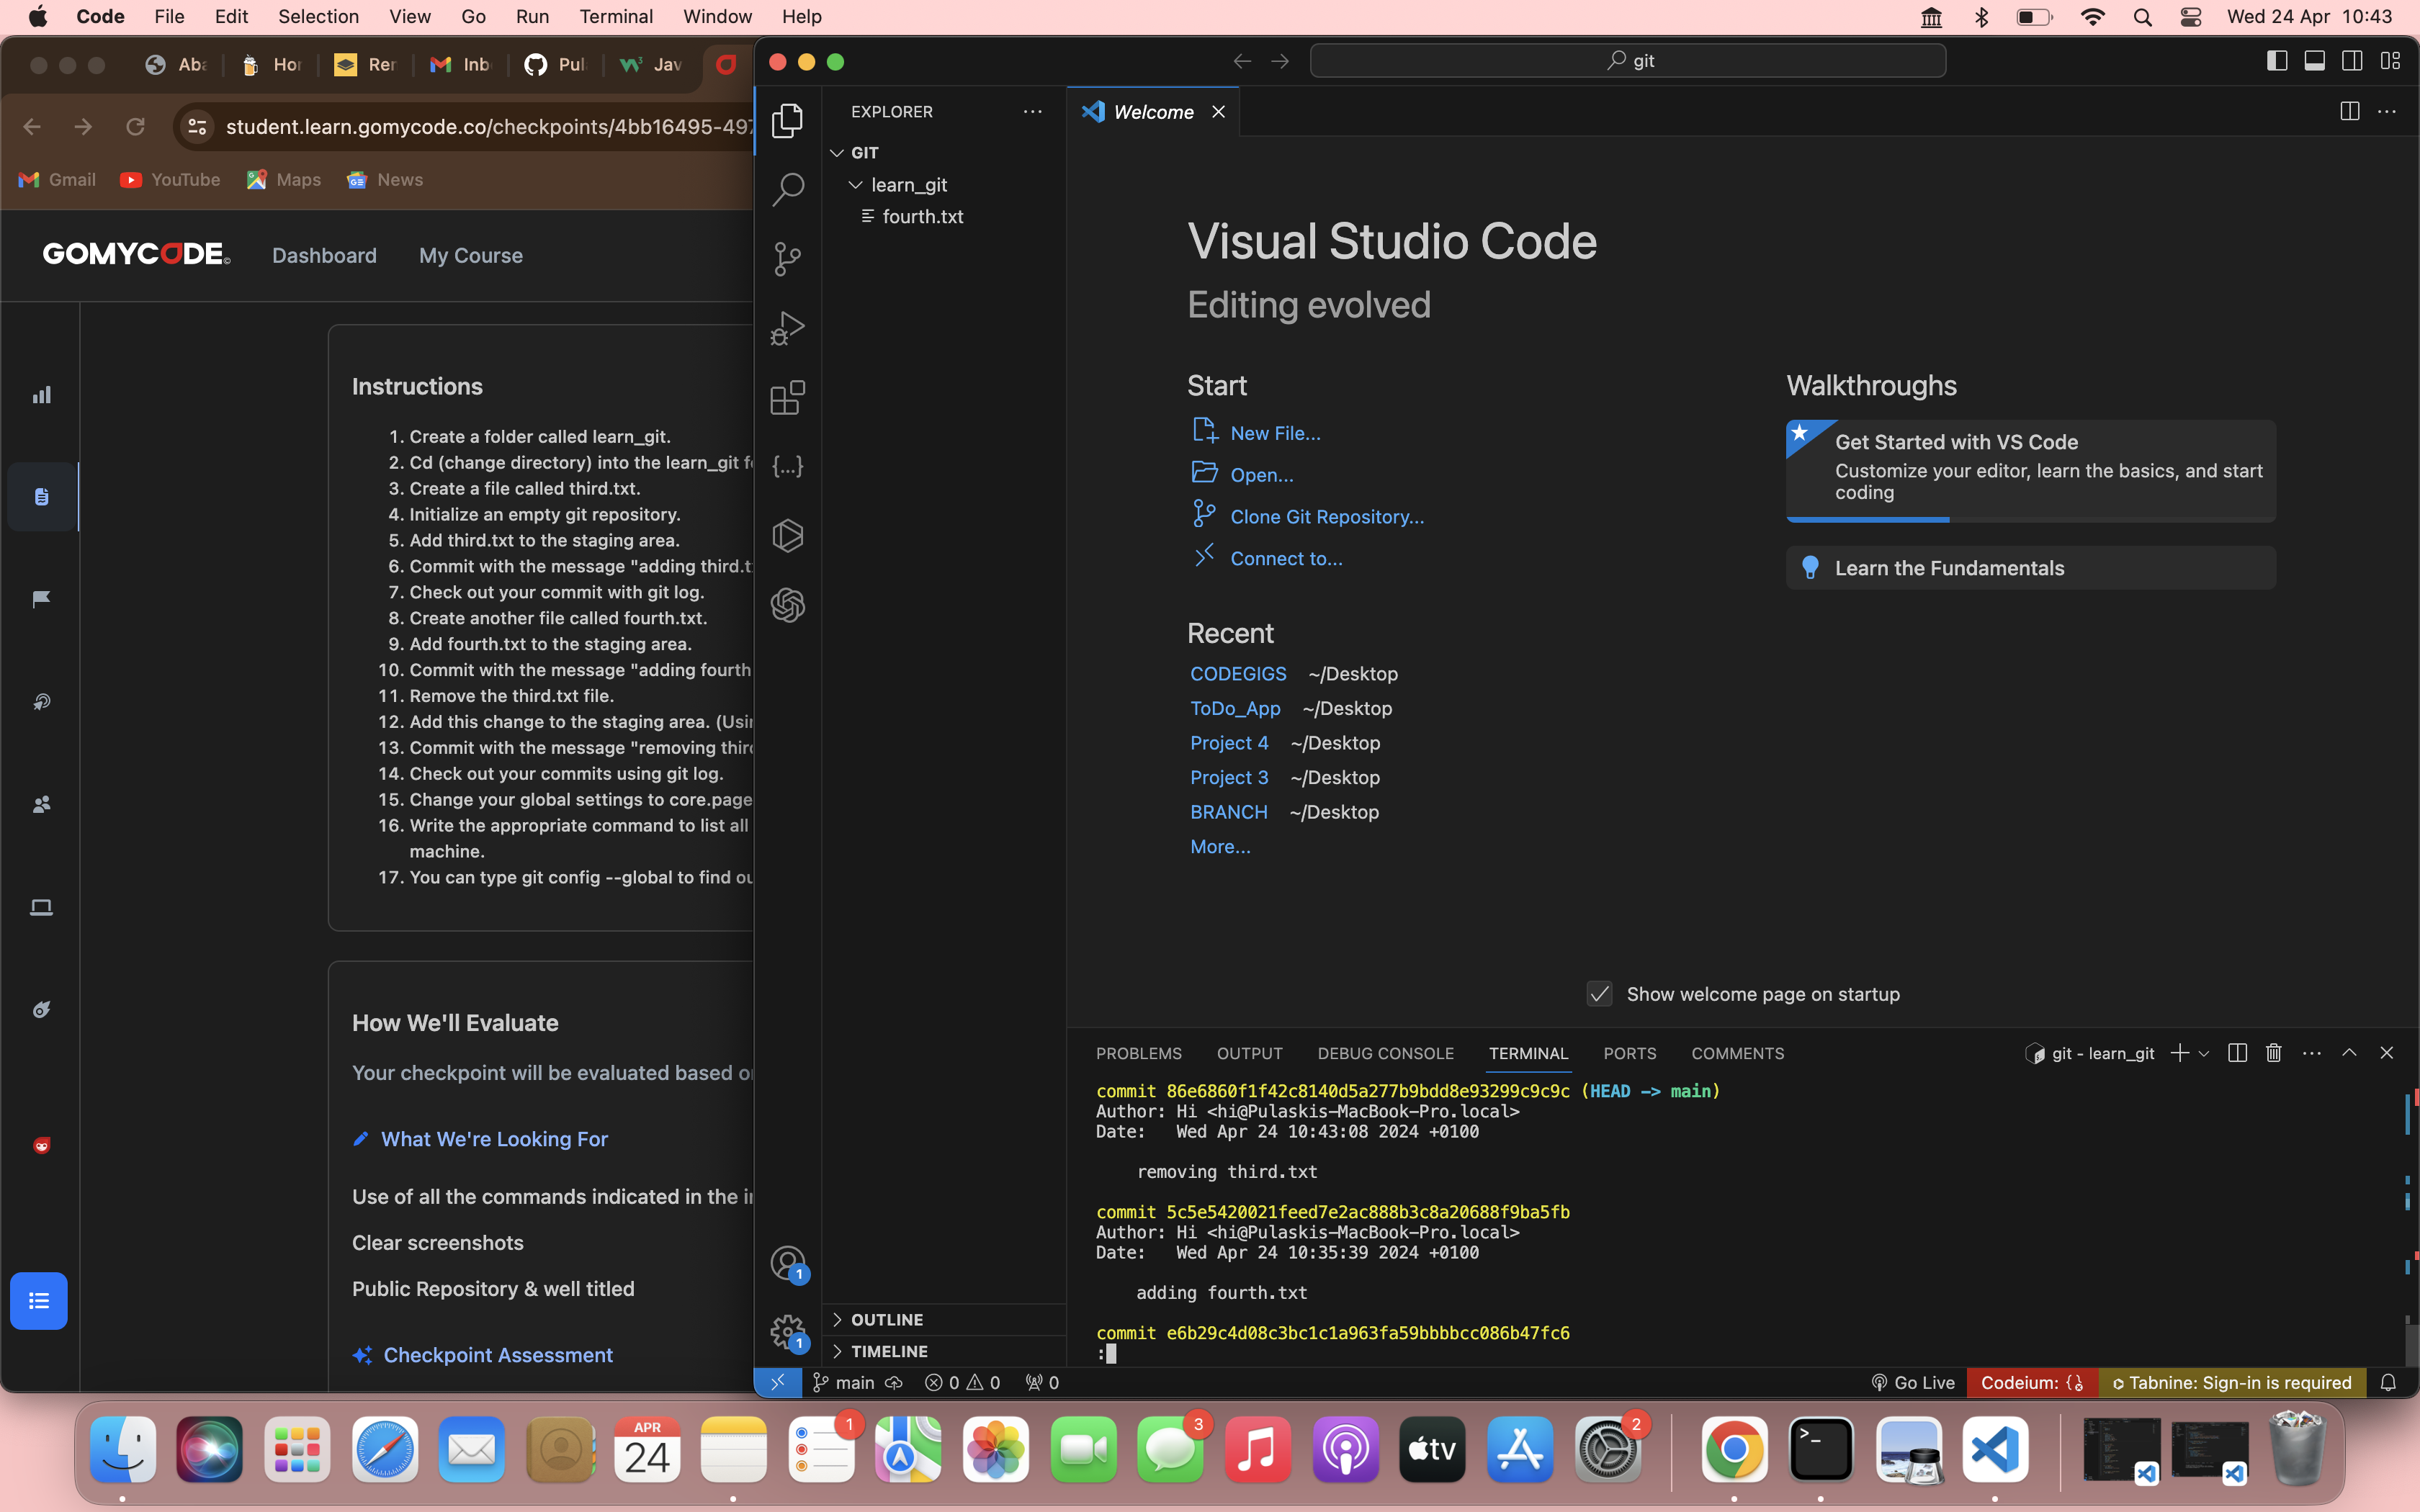 Code File Edit Selection View Go Run Terminal Window Help
Wed 24 Apr 10:43
Aba
Hor
Rer
Inb
Pul
Jav
student.learn.gomycode.co/checkpoints/4bb16495-497
Gmail YouTube Maps News
GOMYCODE
Dashboard My Course
Instructions
1. Create a folder called learn_git.
2. Cd (change directory) into the learn_git f
3. Create a file called third.txt.
4. Initialize an empty git repository.
5. Add third.txt to the staging area.
6. Commit with the message "adding third.t
7. Check out your commit with git log.
8. Create another file called fourth.txt.
9. Add fourth.txt to the staging area.
10. Commit with the message "adding fourth
11. Remove the third.txt file.
12. Add this change to the staging area. (Usi
13. Commit with the message "removing thir
14. Check out your commits using git log.
15. Change your global settings to core.page
16. Write the appropriate command to list all
machine.
17. You can type git config --global to find ou
How We'll Evaluate
Your checkpoint will be evaluated based o
What We're Looking For
Use of all the commands indicated in the i
Clear screenshots
Public Repository & well titled
Checkpoint Assessment
git
EXPLORER
GIT
learn_git
fourth.txt
OUTLINE
TIMELINE
1
1
Welcome
Visual Studio Code
Editing evolved
Start
New File...
Open...
Clone Git Repository...
Connect to...
Recent
CODEGIGS ~/Desktop
ToDo_App ~/Desktop
Project 4 ~/Desktop
Project 3 ~/Desktop
BRANCH ~/Desktop
More...
Walkthroughs
Get Started with VS Code
Customize your editor, learn the basics, and start
coding
Learn the Fundamentals
Show welcome page on startup
PROBLEMS OUTPUT DEBUG CONSOLE TERMINAL PORTS COMMENTS
git - learn_git
commit 86e6860f1f42c8140d5a277b9bdd8e93299c9c9c (HEAD -> main)
Author: Hi <hi@Pulaskis-MacBook-Pro.local>
Date: Wed Apr 24 10:43:08 2024 +0100
removing third.txt
commit 5c5e5420021feed7e2ac888b3c8a20688f9ba5fb
Author: Hi <hi@Pulaskis-MacBook-Pro.local>
Date: Wed Apr 24 10:35:39 2024 +0100
adding fourth.txt
commit e6b29c4d08c3bc1c1a963fa59bbbbcc086b47fc6
:
main 0 0 0
Go Live Codeium: {} Tabnine: Sign-in is required
APR
24
1
3
tv
2